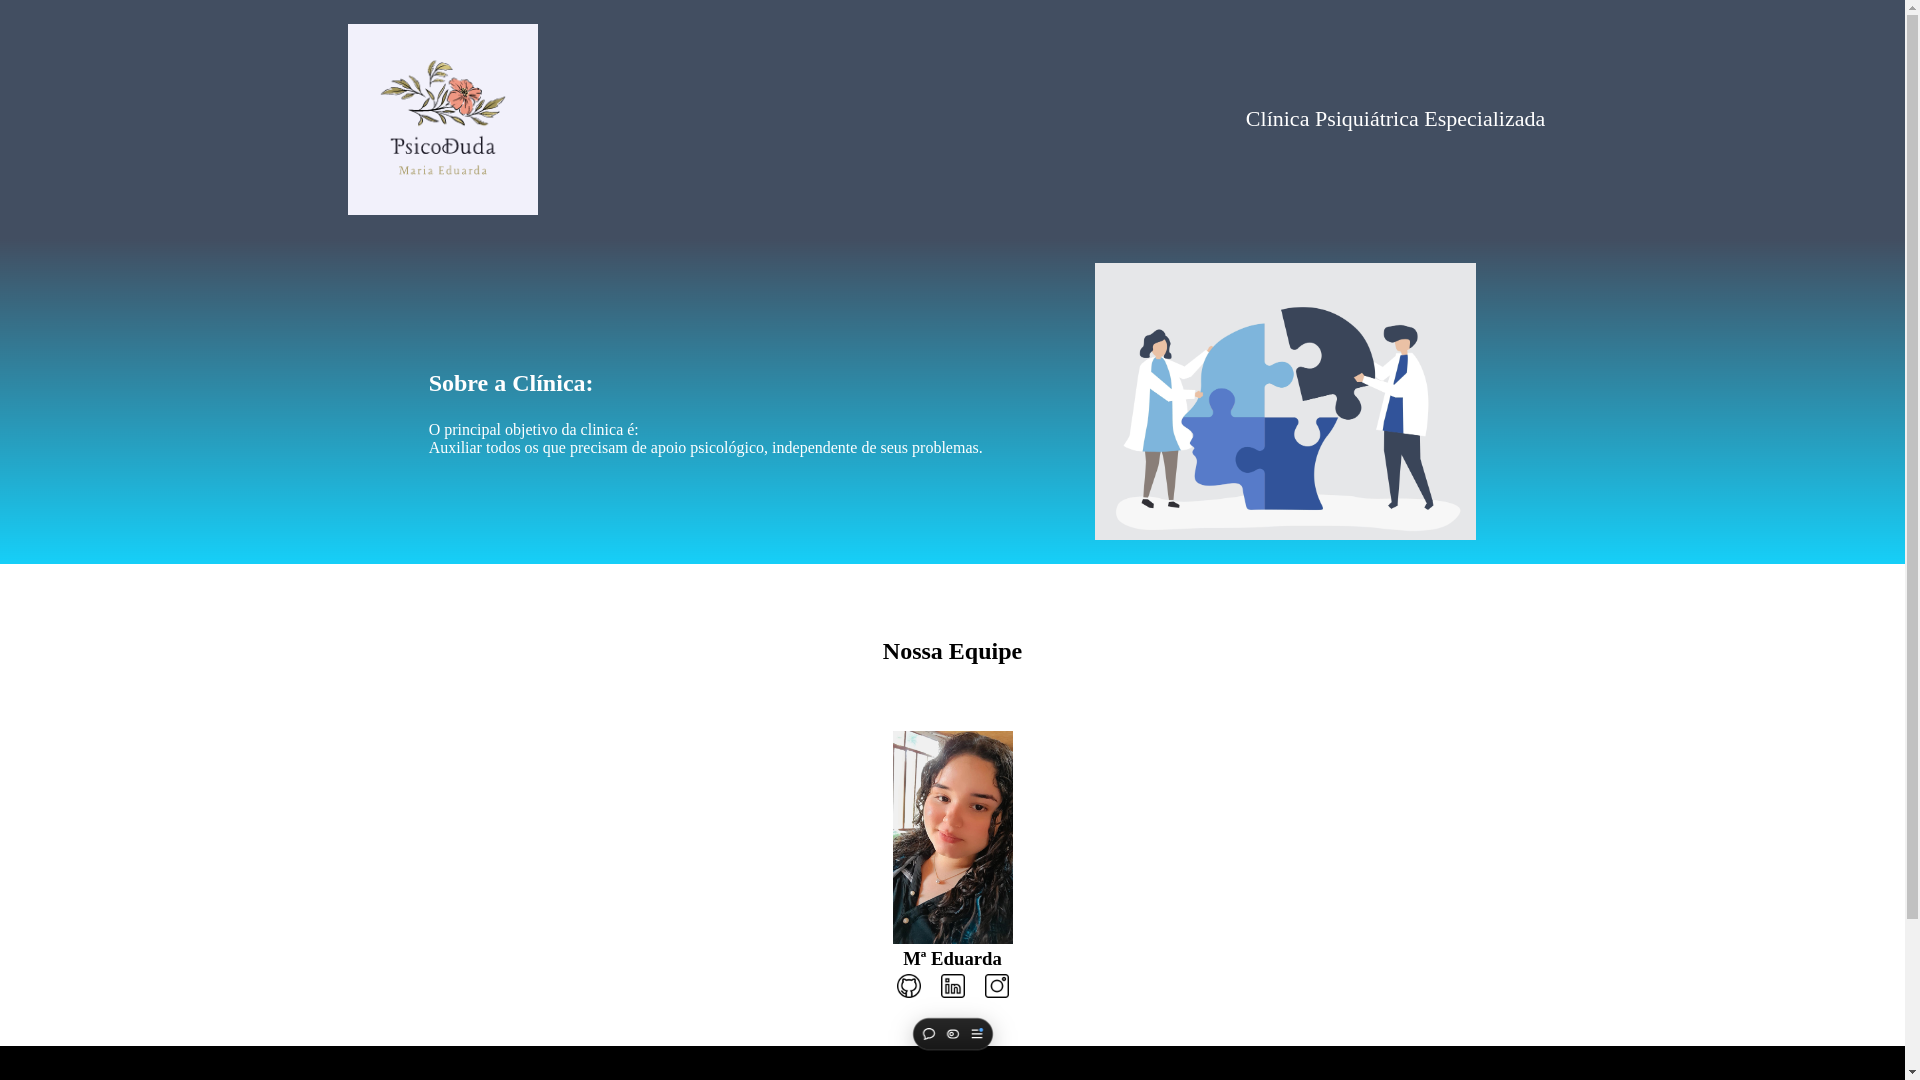 PsicoDuda
Maria Eduarda
Clínica Psiquiátrica Especializada
Sobre a Clínica:
O principal objetivo da clinica é:
Auxiliar todos os que precisam de apoio psicológico, independente de seus problemas.
Nossa Equipe
Mª Eduarda